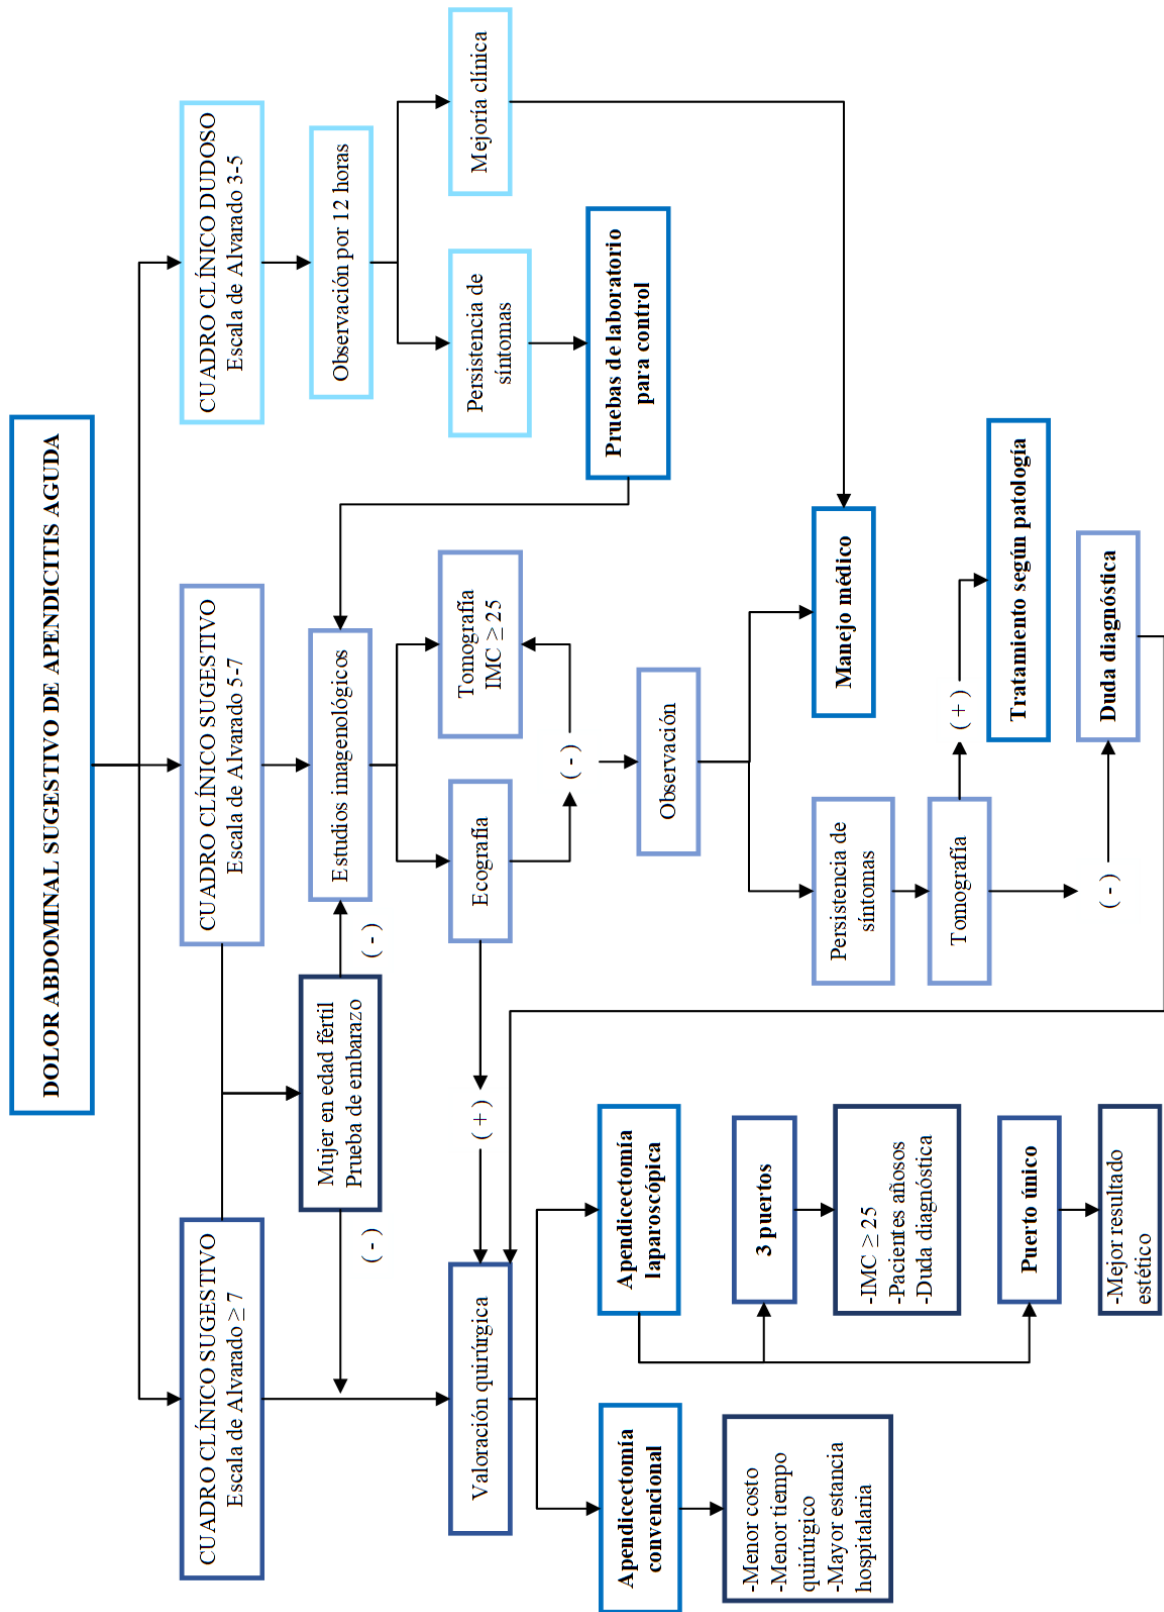 DOLOR ABDOMINAL SUGESTIVO DE APENDICITIS AGUDA
CUADRO CLÍNICO SUGESTIVO
Escala de Alvarado ≥ 7
CUADRO CLÍNICO SUGESTIVO
Escala de Alvarado 5-7
CUADRO CLÍNICO DUDOSO
Escala de Alvarado 3-5
Mujer en edad fértil
Prueba de embarazo
( - )
( - )
Estudios imagenológicos
Observación por 12 horas
Valoración quirúrgica
( + )
Ecografía
Tomografía
IMC ≥ 25
Persistencia de
síntomas
Mejoría clínica
( - )
Pruebas de laboratorio
para control
Apendicectomía
convencional
Apendicectomía
laparoscópica
Observación
-Menor costo
-Menor tiempo
quirúrgico
-Mayor estancia
hospitalaria
3 puertos
-IMC ≥ 25
-Pacientes añosos
-Duda diagnóstica
Persistencia de
síntomas
Manejo médico
Tomografía
( + )
Tratamiento según patología
Puerto único
( - )
Duda diagnóstica
-Mejor resultado
estético